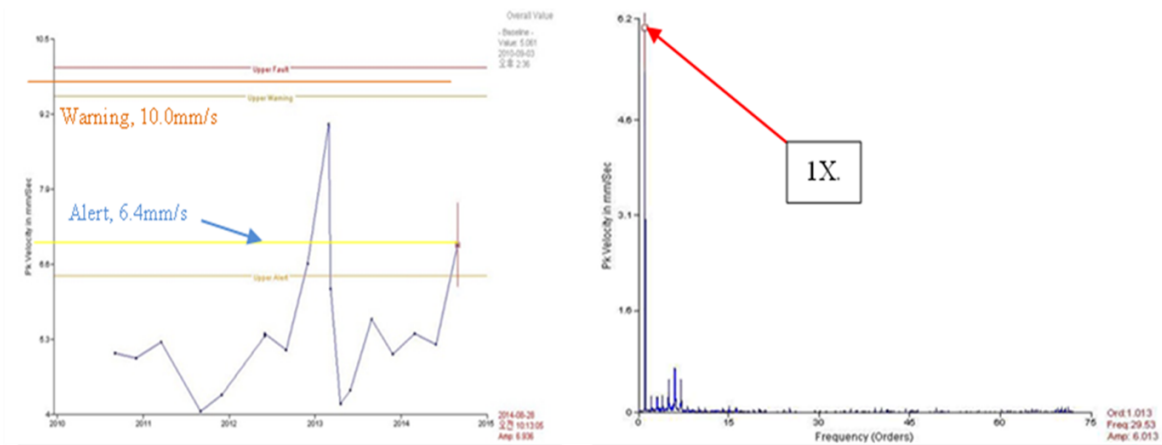 Overall Value
- Baseline -
Value: 5.061
2010-09-03
오후 2:36
10.5
9.2
7.9
6.6
5.3
4
Pk Velocity in mm/Sec
Upper Fault
Upper Warning
Warning, 10.0mm/s
Alert, 6.4mm/s
Upper Alert
2010
2011
2012
2013
2014
2015
2014-08-28
오전 10:13:05
Amp: 6.936
6.2
4.6
3.1
1.6
0
Pk Velocity in mm/Sec
1X.
0
15
30
45
60
75
Frequency (Orders)
Ord:1.013
Freq:29.53
Amp: 6.013